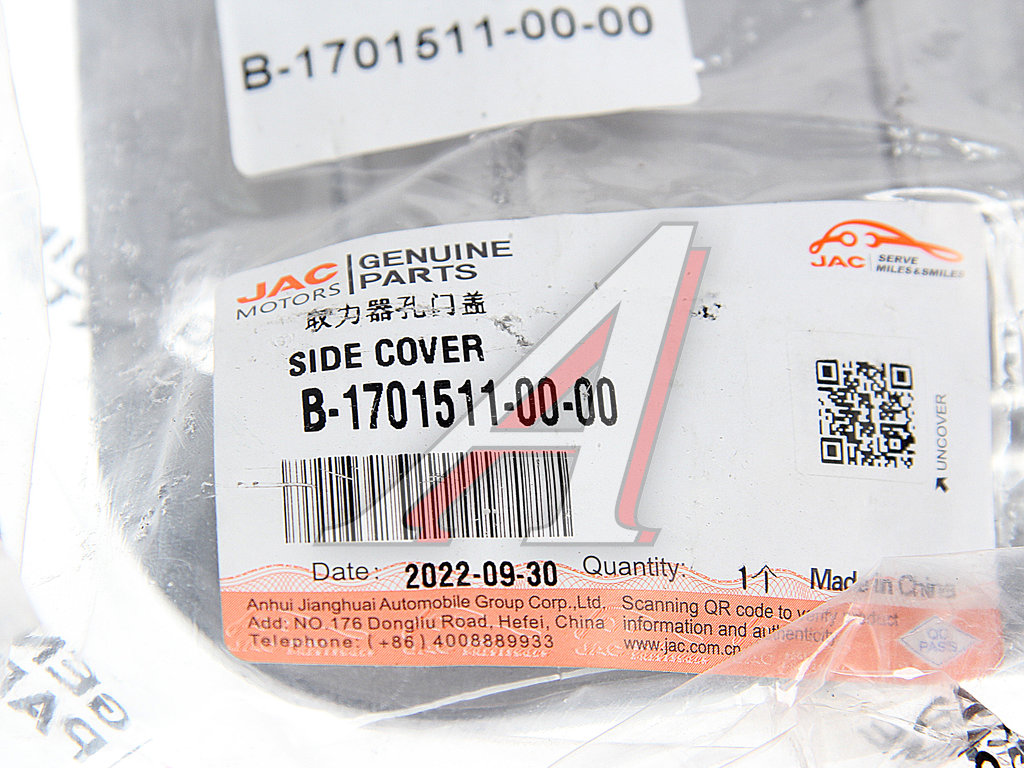 B-1701511-00-00
JAC MOTORS
GENUINE PARTS
取力器孔门盖
SIDE COVER
B-1701511-00-00
JAC
SERVE
MILES&SMILES
UNCOVER
Date: 2022-09-30
Quantity: 1个
Made in China
Anhui Jianghuai Automobile Group Corp.,Ltd.
Add: NO.176 Dongliu Road, Hefei, China
Telephone: (+86) 4008889933
Scanning QR code to verify product
information and authenticity
www.jac.com.cn
QC
PASS